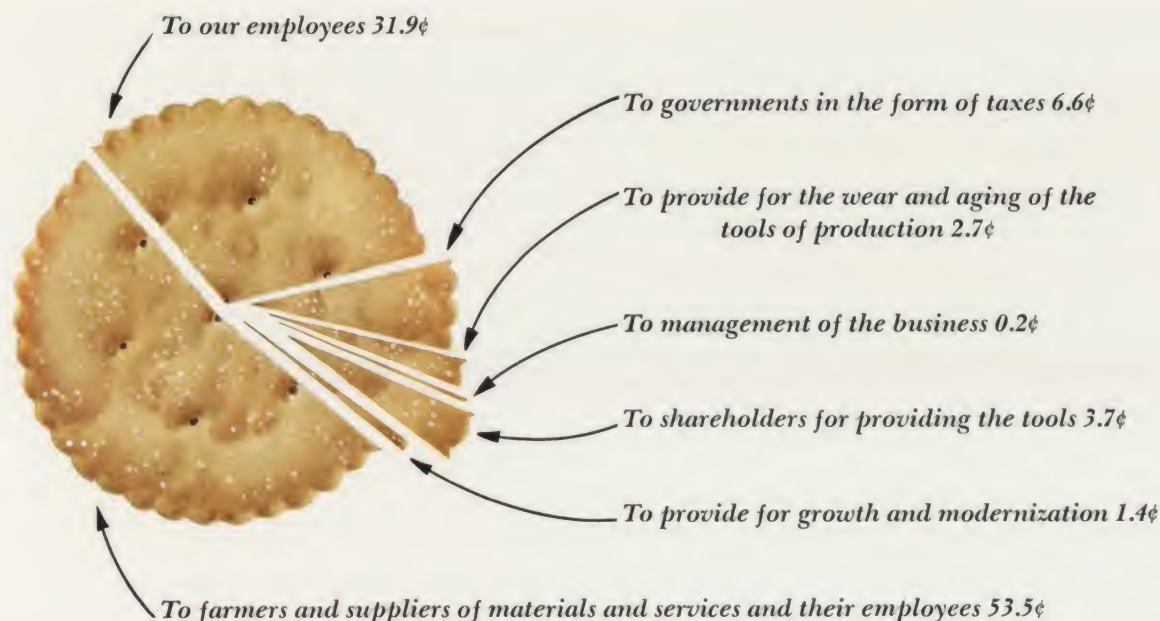 To our employees 31.9¢
To governments in the form of taxes 6.6¢
To provide for the wear and aging of the
tools of production 2.7¢
To management of the business 0.2¢
To shareholders for providing the tools 3.7¢
To provide for growth and modernization 1.4¢
To farmers and suppliers of materials and services and their employees 53.5¢